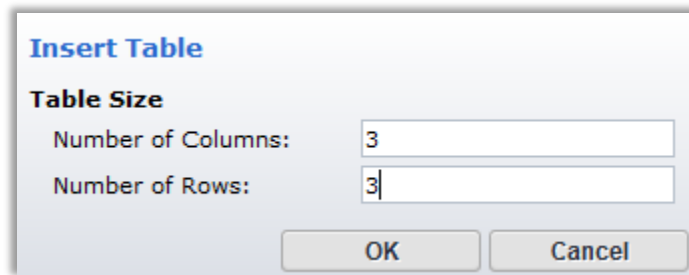 Insert Table
Table Size
Number of Columns: 3
Number of Rows: 3
OK Cancel